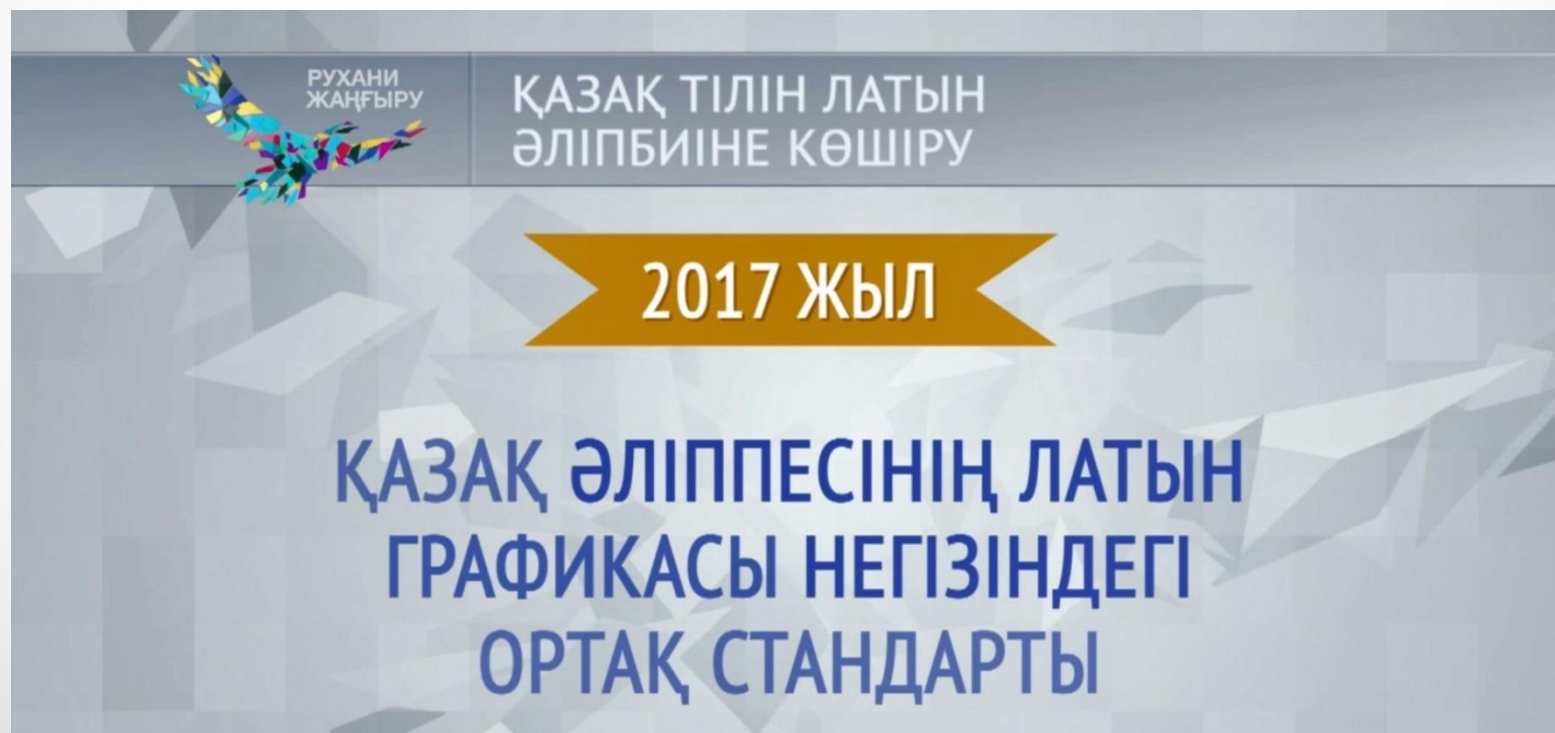 РУХАНИ
ЖАҢҒЫРУ
ҚАЗАҚ ТІЛІН ЛАТЫН
ӘЛІПБИІНЕ КӨШІРУ
2017 ЖЫЛ
ҚАЗАҚ ӘЛІППЕСІНІҢ ЛАТЫН
ГРАФИКАСЫ НЕГІЗІНДЕГІ
ОРТАҚ СТАНДАРТЫ